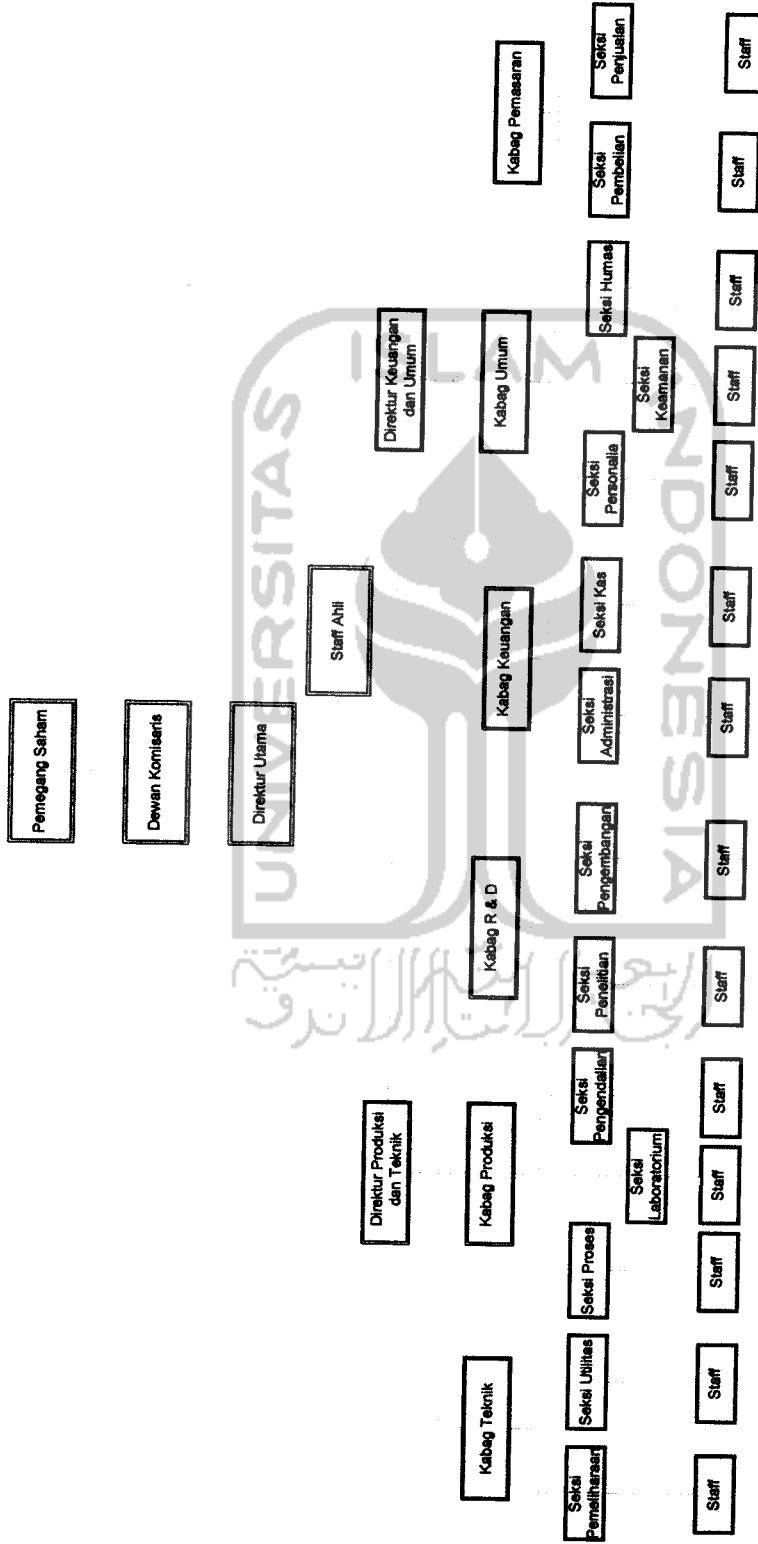 Pemegang Saham
Dewan Komisaris
Direktur Utama
Staff Ahli
Direktur Produksi
dan Teknik
Direktur Keuangan
dan Umum
Kabag Teknik
Kabag Produksi
Kabag R & D
Kabag Keuangan
Kabag Umum
Kabag Pemasaran
Seksi
Pemeliharaan
Seksi Utilitas
Seksi Proses
Seksi
Laboratorium
Seksi
Pengendalian
Seksi
Penelitian
Seksi
Pengembangan
Seksi
Administrasi
Seksi Kas
Seksi
Personalia
Seksi
Keamanan
Seksi Humas
Seksi
Pembelian
Seksi
Penjualan
Staff
Staff
Staff
Staff
Staff
Staff
Staff
Staff
Staff
Staff
Staff
Staff
Staff
Staff
UNIVERSITAS
ISLAM
INDONESIA